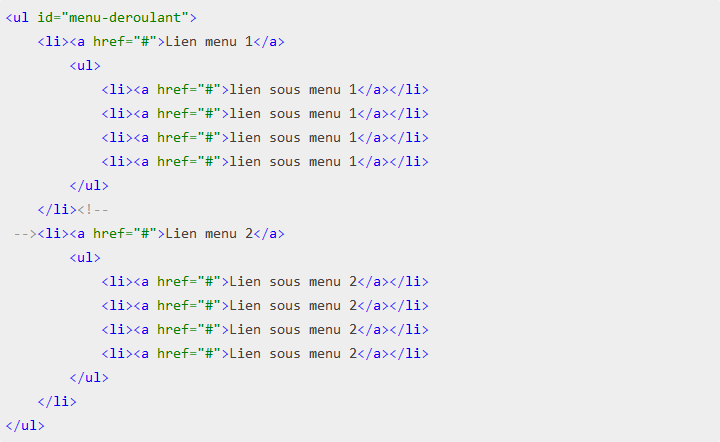 <ul id="menu-deroulant">
    <li><a href="#">Lien menu 1</a>
        <ul>
            <li><a href="#">lien sous menu 1</a></li>
            <li><a href="#">lien sous menu 1</a></li>
            <li><a href="#">lien sous menu 1</a></li>
            <li><a href="#">lien sous menu 1</a></li>
        </ul>
    </li><!--
 --><li><a href="#">Lien menu 2</a>
        <ul>
            <li><a href="#">Lien sous menu 2</a></li>
            <li><a href="#">Lien sous menu 2</a></li>
            <li><a href="#">Lien sous menu 2</a></li>
            <li><a href="#">Lien sous menu 2</a></li>
        </ul>
    </li>
</ul>